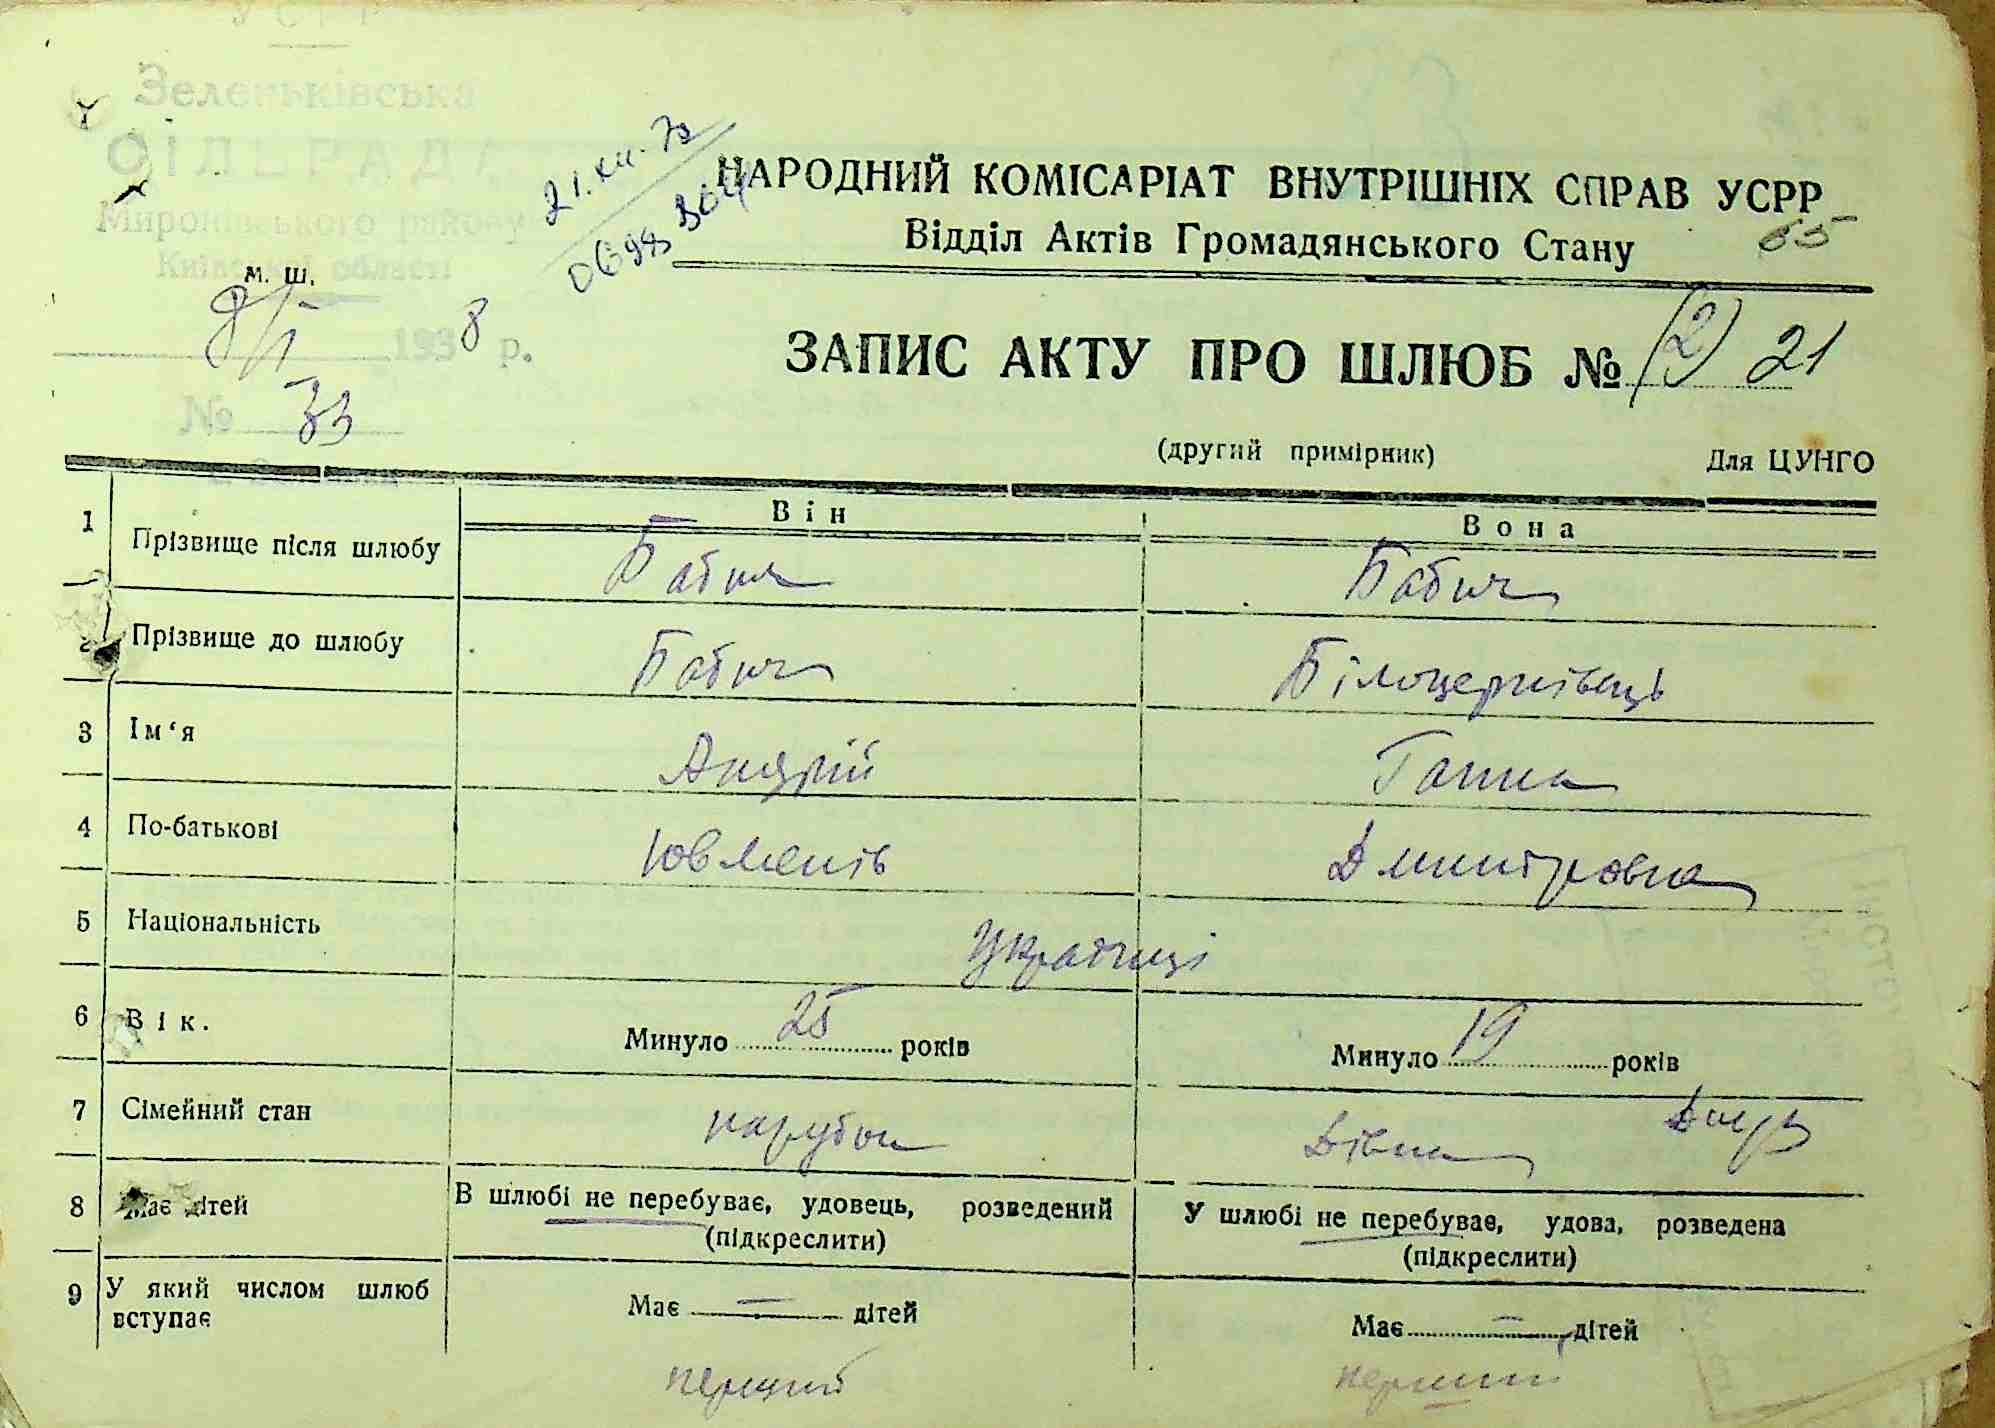 Зеленьківська
СІЛЬРАДА
Миронівського району
Київської області
М. Ш.
1938 р.
№ 33
21.XII.73
НАРОДНИЙ КОМІСАРІАТ ВНУТРІШНІХ СПРАВ УСРР
Відділ Актів Громадянського Стану
65
ЗАПИС АКТУ ПРО ШЛЮБ № (2) 21
(другий примірник) Для ЦУНГО
Він Вона
1 Прізвище після шлюбу Бабич Бабич
2 Прізвище до шлюбу Бабич Білоцерківець
3 Ім‘я Андрій Ганна
4 По-батькові Ювменів Дмитровна
5 Національність Українці
6 Вік. Минуло 25 років Минуло 19 років
7 Сімейний стан парубок Дівка
8 Має дітей В шлюбі не перебуває, удовець, розведений У шлюбі не перебуває, удова, розведена
(підкреслити) (підкреслити)
9 У який числом шлюб вступає Має — дітей Має — дітей
перший перший